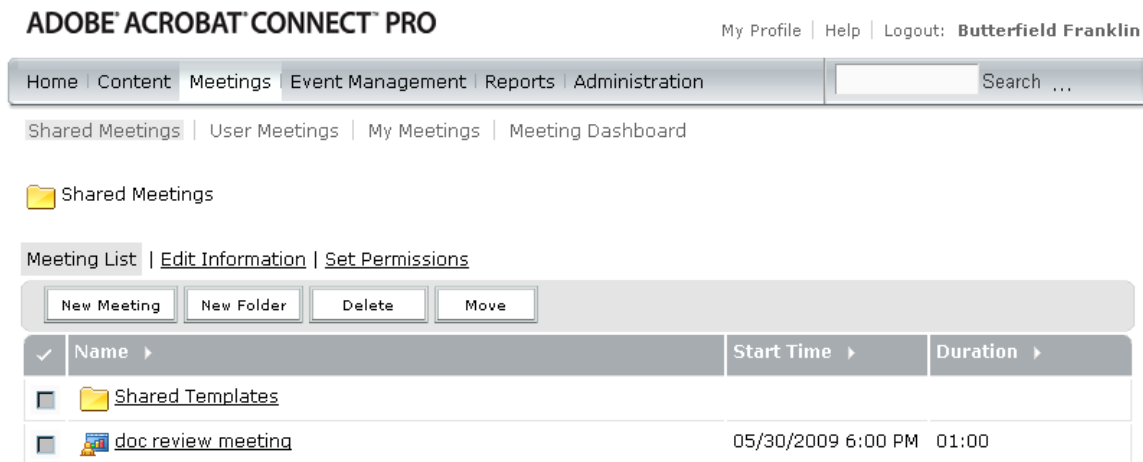 ADOBE® ACROBAT® CONNECT™ PRO
My Profile | Help | Logout: Butterfield Franklin
Home | Content | Meetings | Event Management | Reports | Administration Search ...
Shared Meetings | User Meetings | My Meetings | Meeting Dashboard
Shared Meetings
Meeting List | Edit Information | Set Permissions
New Meeting New Folder Delete Move
Name Start Time Duration
Shared Templates
doc review meeting 05/30/2009 6:00 PM 01:00